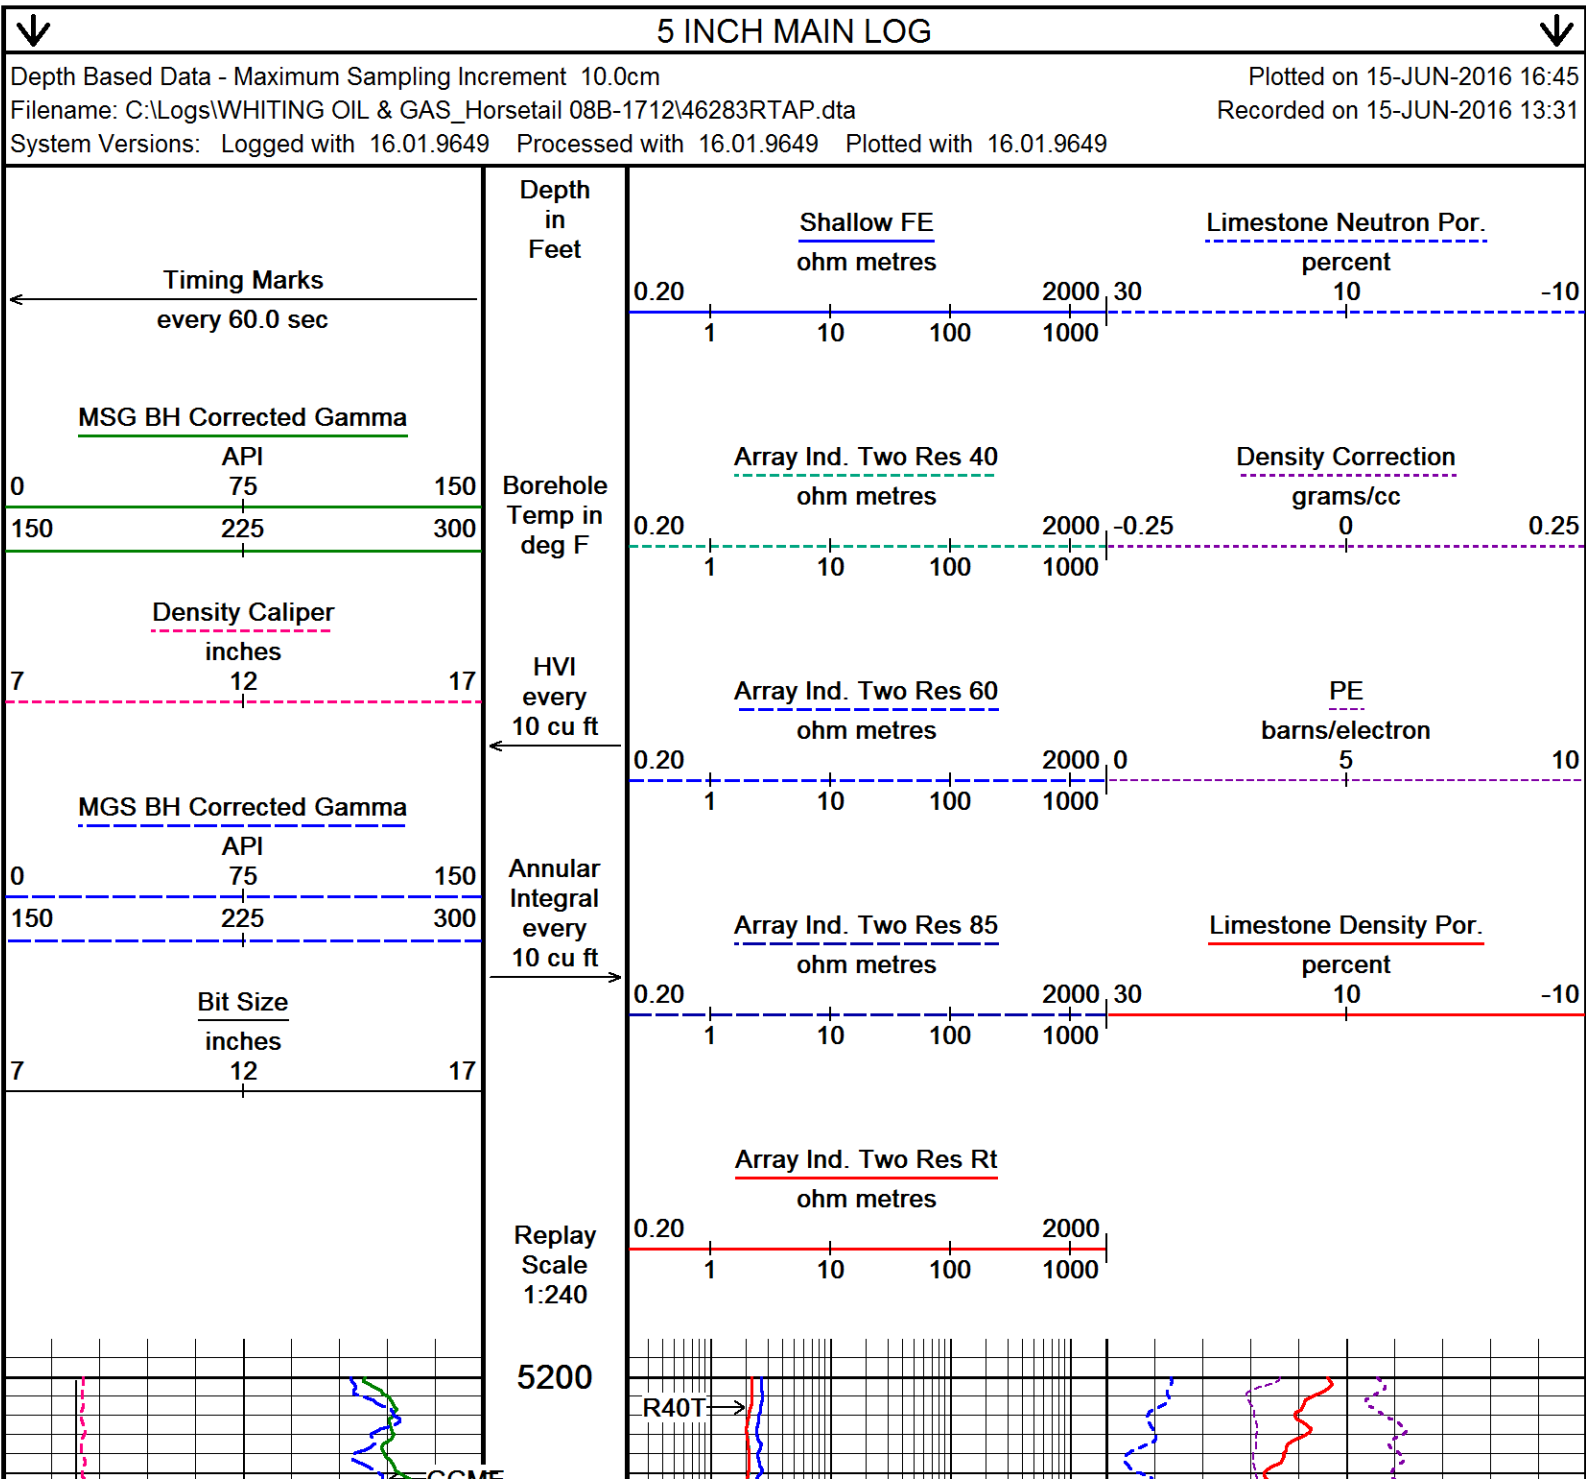 5 INCH MAIN LOG
Depth Based Data - Maximum Sampling Increment 10.0cm
Plotted on 15-JUN-2016 16:45
Filename: C:\Logs\WHITING OIL & GAS_Horsetail 08B-1712\46283RTAP.dta
Recorded on 15-JUN-2016 13:31
System Versions: Logged with 16.01.9649 Processed with 16.01.9649 Plotted with 16.01.9649
Timing Marks
every 60.0 sec
MSG BH Corrected Gamma
API
0 75 150
150 225 300
Density Caliper
inches
7 12 17
MGS BH Corrected Gamma
API
0 75 150
150 225 300
Bit Size
inches
7 12 17
Depth
in
Feet
Borehole
Temp in
deg F
HVI
every
10 cu ft
Annular
Integral
every
10 cu ft
Replay
Scale
1:240
Shallow FE
ohm metres
0.20 2000
1 10 100 1000
Array Ind. Two Res 40
ohm metres
0.20 2000
1 10 100 1000
Array Ind. Two Res 60
ohm metres
0.20 2000
1 10 100 1000
Array Ind. Two Res 85
ohm metres
0.20 2000
1 10 100 1000
Array Ind. Two Res Rt
ohm metres
0.20 2000
1 10 100 1000
Limestone Neutron Por.
percent
30 10 -10
Density Correction
grams/cc
-0.25 0 0.25
PE
barns/electron
0 5 10
Limestone Density Por.
percent
30 10 -10
5200
R40T